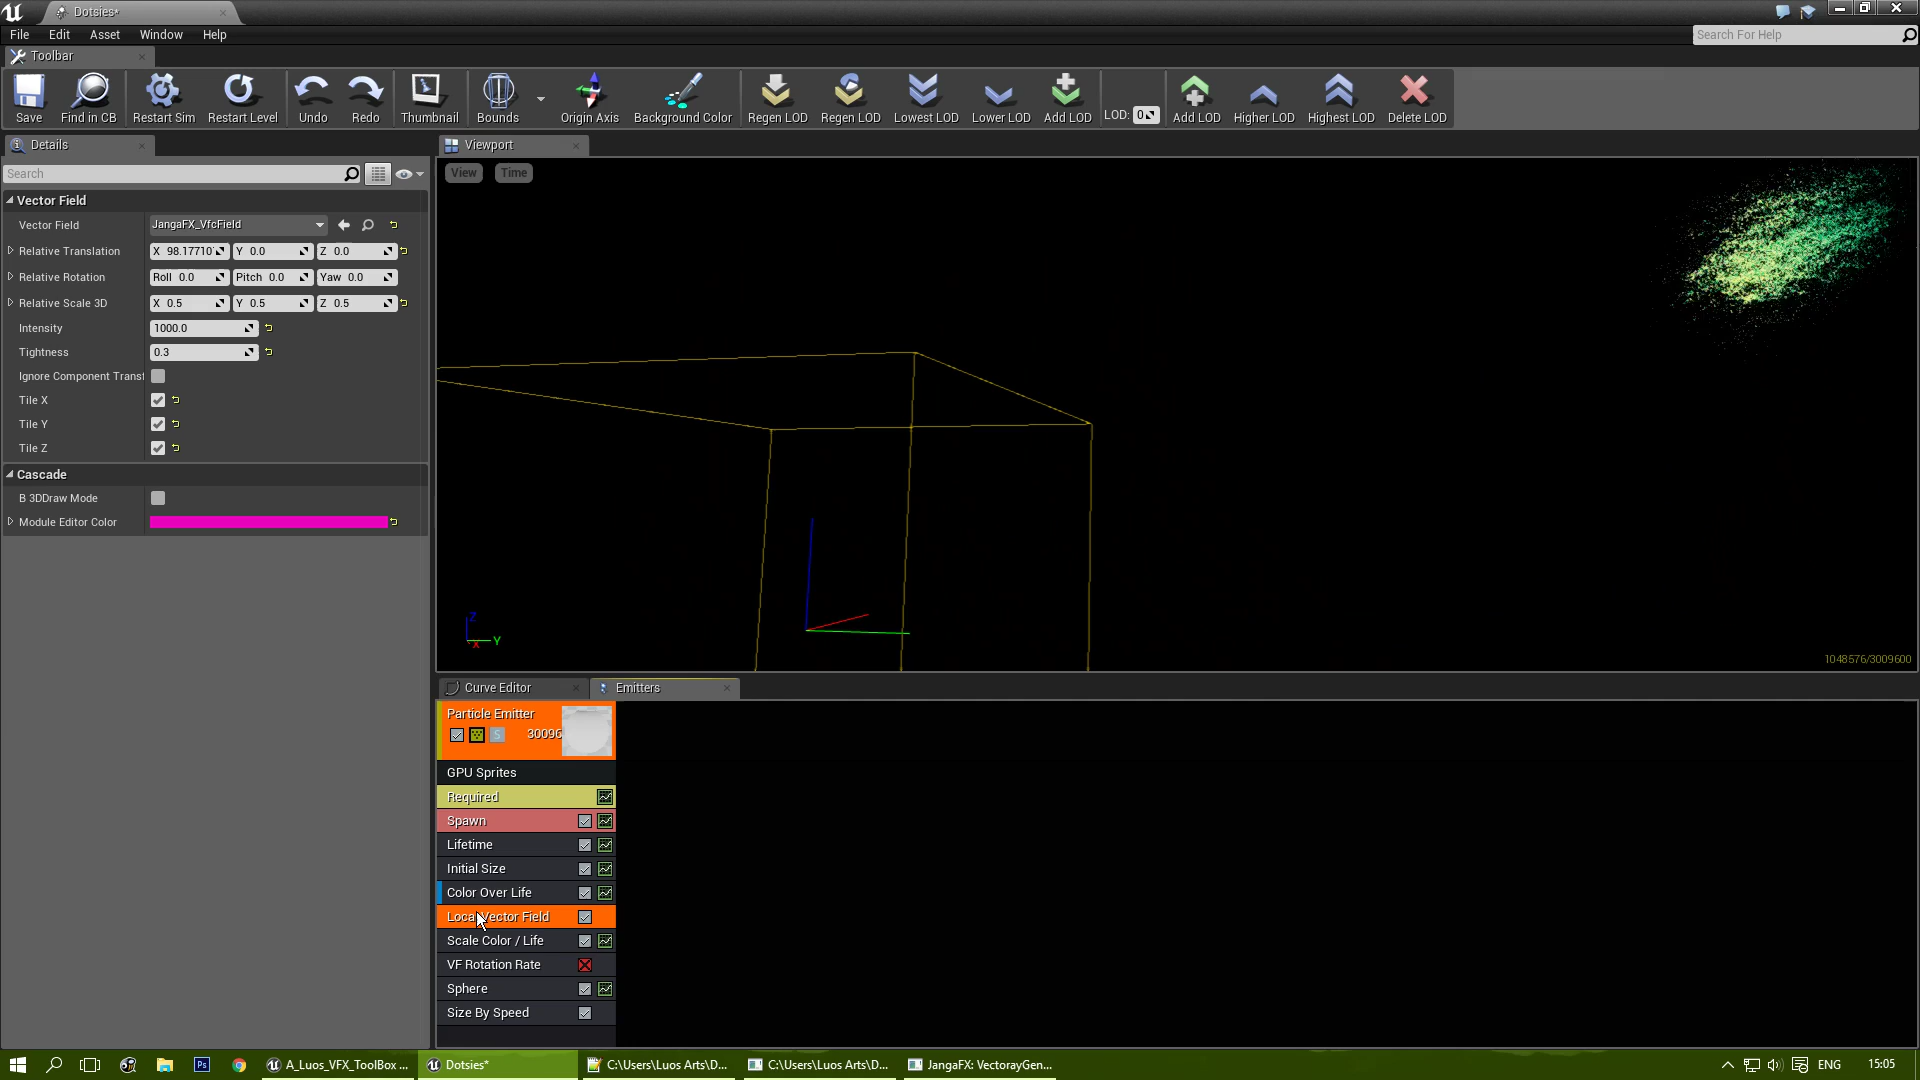 Dotsies*
File Edit Asset Window Help
Search For Help
Toolbar
Save Find in CB Restart Sim Restart Level Undo Redo Thumbnail Bounds Origin Axis Background Color Regen LOD Regen LOD Lowest LOD Lower LOD Add LOD LOD: 0 Add LOD Higher LOD Highest LOD Delete LOD
Details
Viewport
Search
View Time
Vector Field
Vector Field JangaFX_VfcField
Relative Translation X 98.17710 Y 0.0 Z 0.0
Relative Rotation Roll 0.0 Pitch 0.0 Yaw 0.0
Relative Scale 3D X 0.5 Y 0.5 Z 0.5
Intensity 1000.0
Tightness 0.3
Ignore Component Transf
Tile X
Tile Y
Tile Z
Cascade
B 3DDraw Mode
Module Editor Color
Z
Y
X
1048576/3009600
Curve Editor Emitters
Particle Emitter
S 30096
Ps
GPU Sprites
Required
Spawn
Lifetime
Initial Size
Color Over Life
Local Vector Field
Scale Color / Life
VF Rotation Rate
Sphere
Size By Speed
A_Luos_VFX_ToolBox ... Dotsies* C:\Users\Luos Arts\D... C:\Users\Luos Arts\D... JangaFX: VectorayGen... ENG 15:05